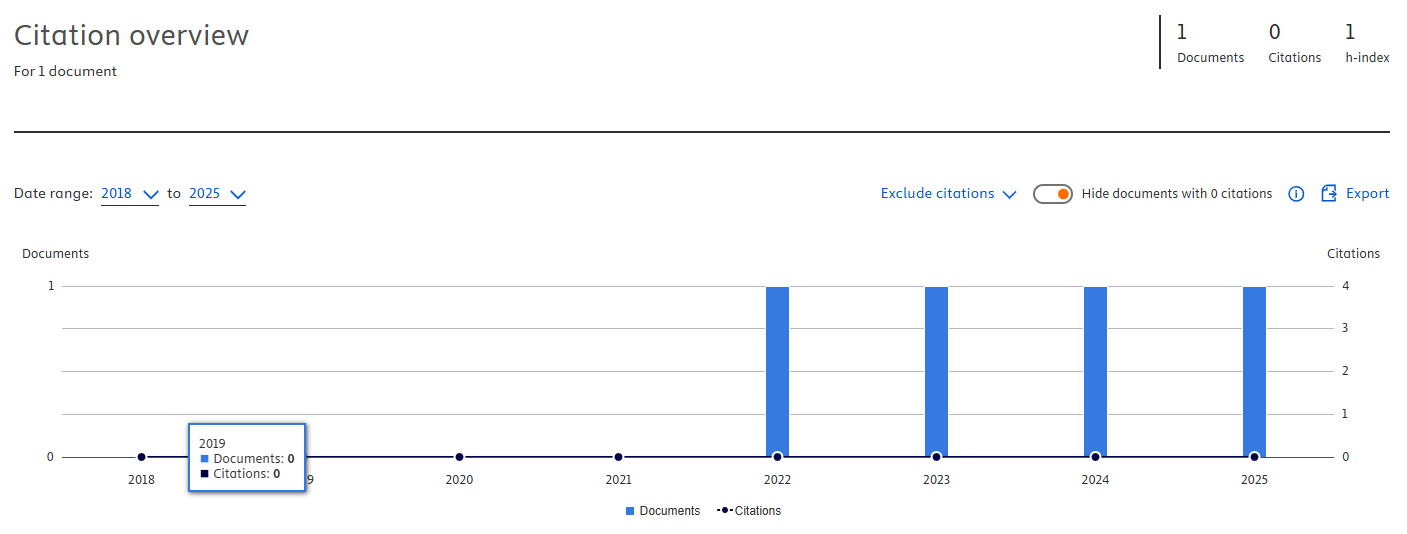 Citation overview
For 1 document
1 0 1
Documents Citations h-index
Date range: 2018 to 2025 Exclude citations Hide documents with 0 citations Export
Documents Citations
1 4
3
2
1
0 0
2019
Documents: 0
Citations: 0
2018 9 2020 2021 2022 2023 2024 2025
Documents Citations